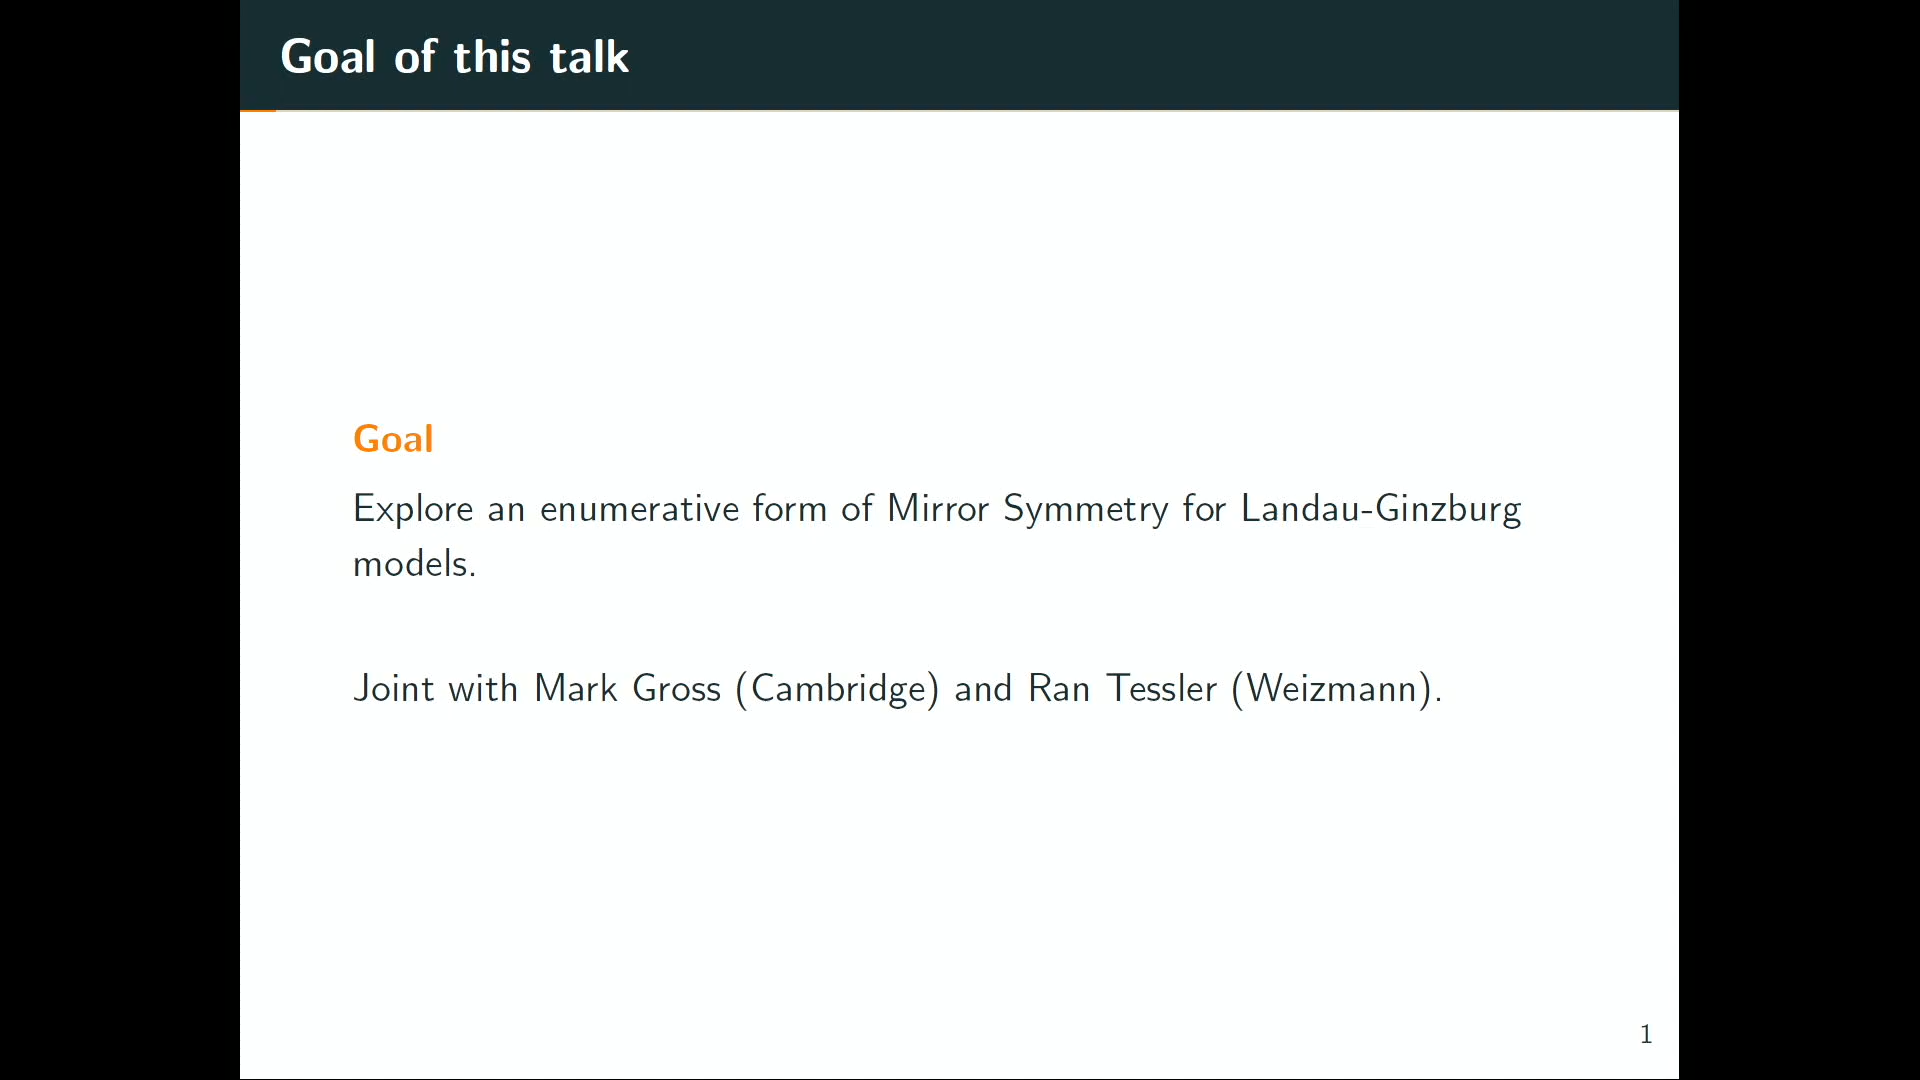 Goal of this talk
Goal
Explore an enumerative form of Mirror Symmetry for Landau-Ginzburg
models.
Joint with Mark Gross (Cambridge) and Ran Tessler (Weizmann).
1